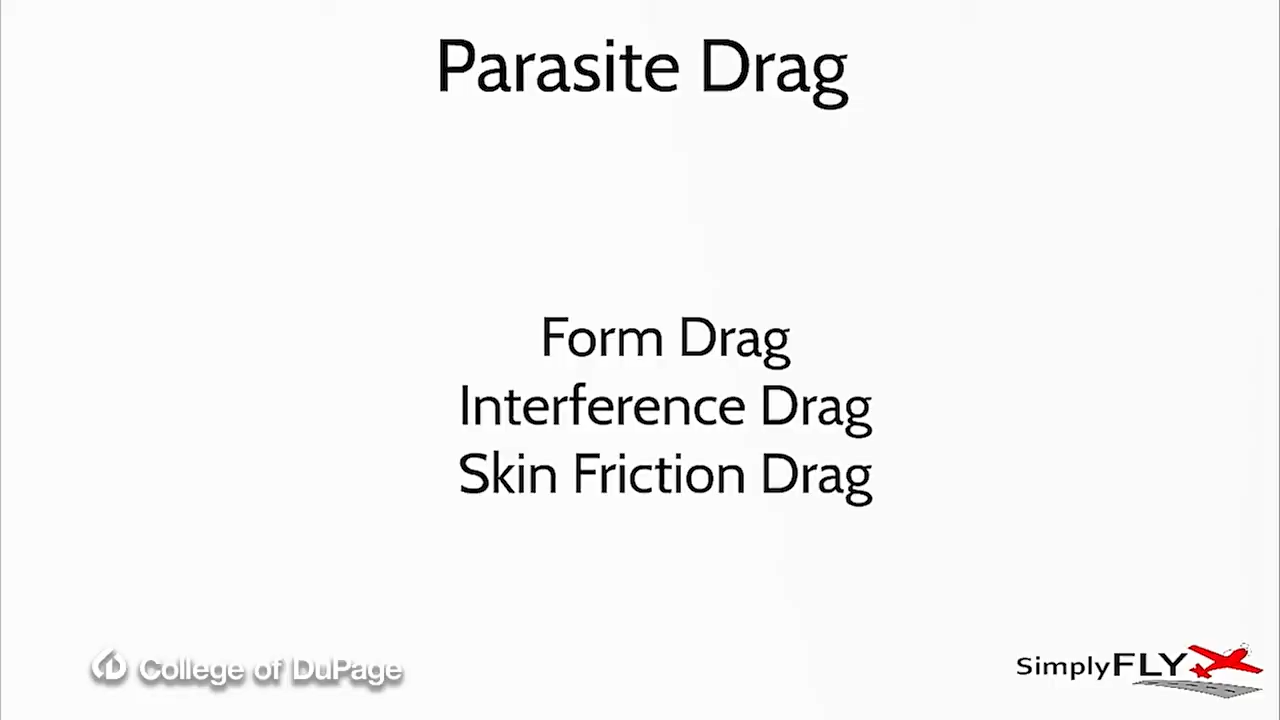 Parasite Drag
Form Drag
Interference Drag
Skin Friction Drag
College of DuPage
SimplyFLY